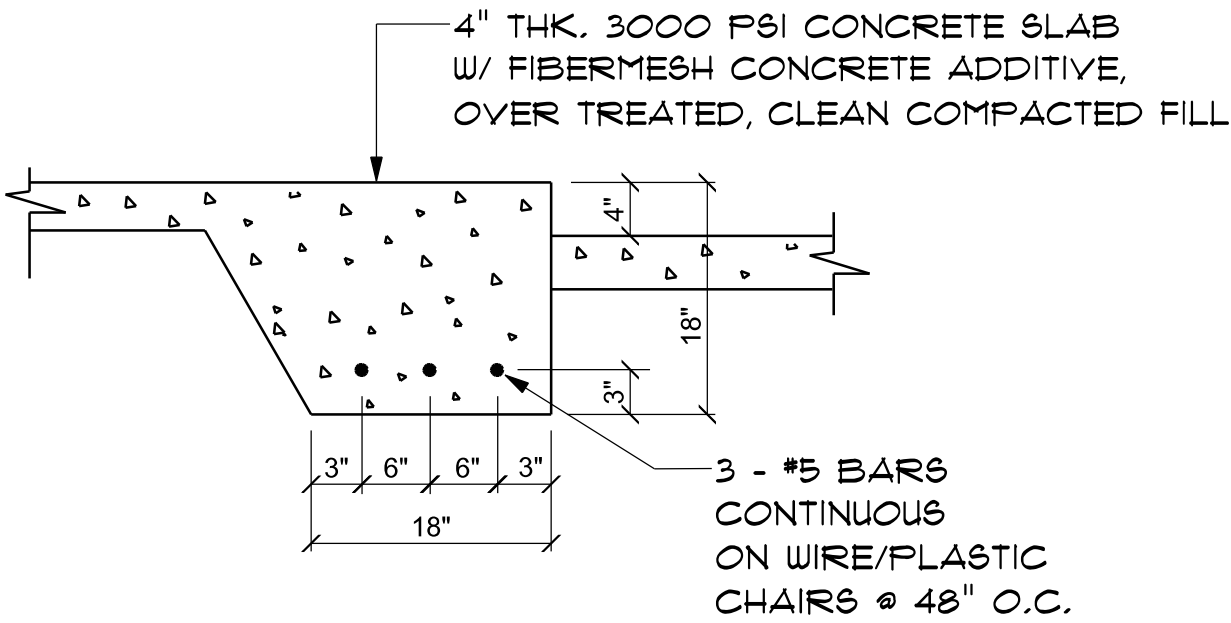 4" THK. 3000 PSI CONCRETE SLAB
W/ FIBERMESH CONCRETE ADDITIVE,
OVER TREATED, CLEAN COMPACTED FILL
4"
18"
3"
3" 6" 6" 3"
18"
3 - #5 BARS
CONTINUOUS
ON WIRE/PLASTIC
CHAIRS @ 48" O.C.